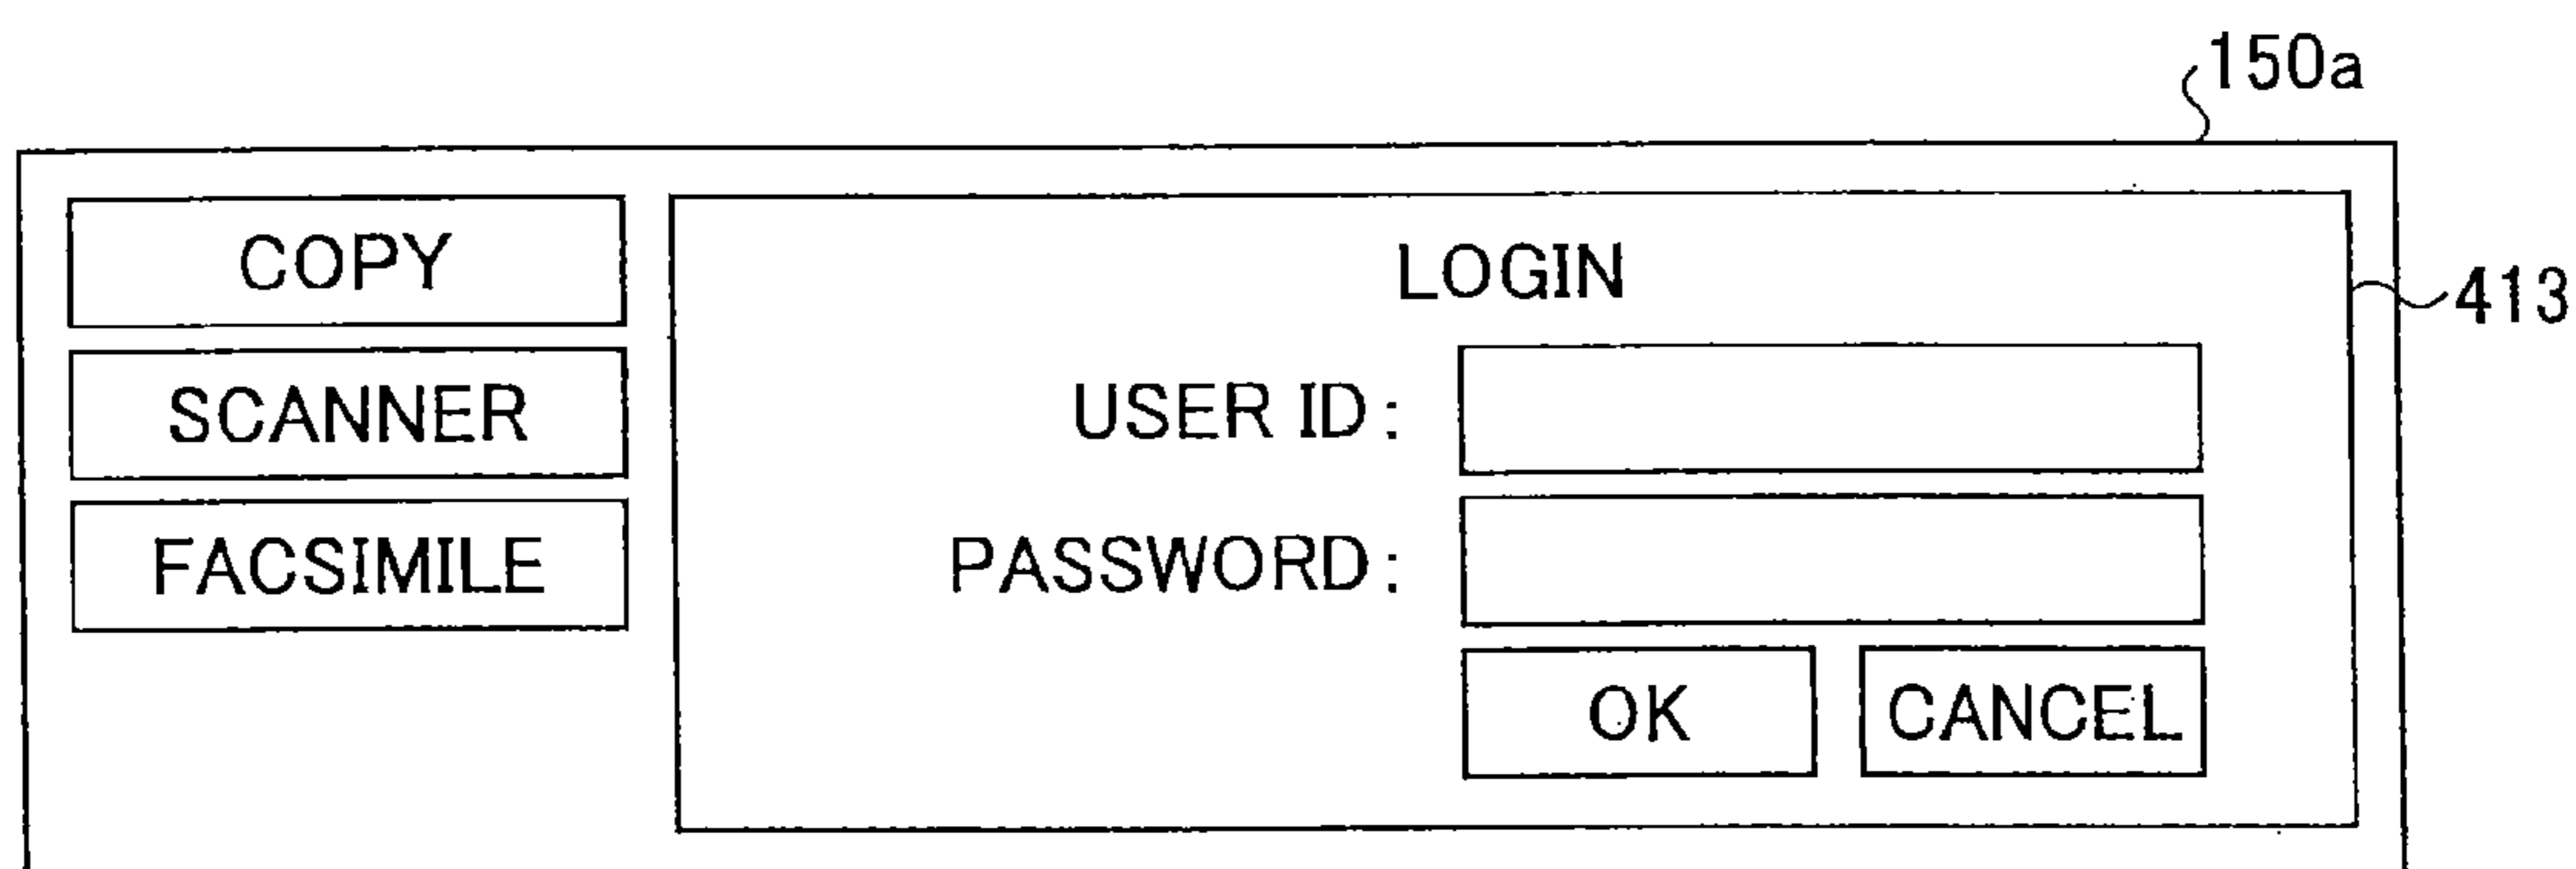 150a
COPY
SCANNER
FACSIMILE
LOGIN
413
USER ID:
PASSWORD:
OK CANCEL